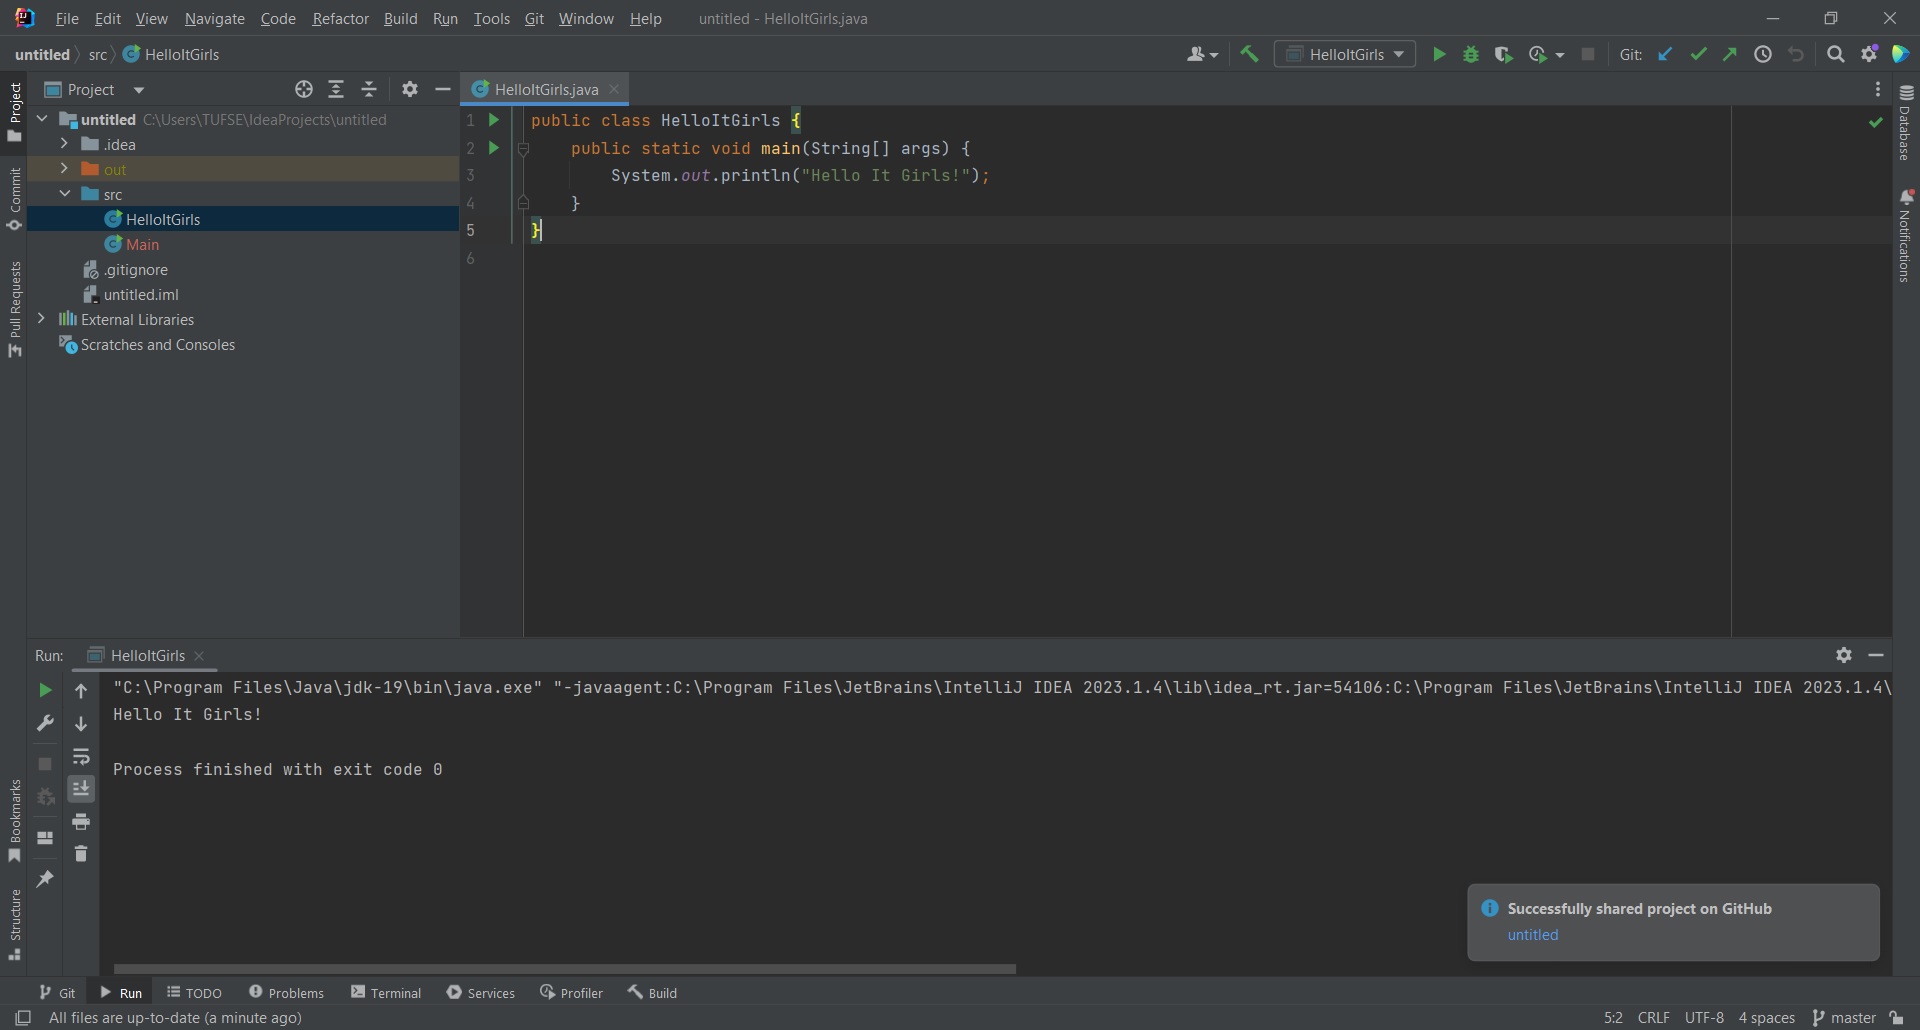 File Edit View Navigate Code Refactor Build Run Tools Git Window Help untitled - HelloItGirls.java
untitled src HelloItGirls
HelloItGirls Git:
Project
HelloItGirls.java
untitled C:\Users\TUFSE\IdeaProjects\untitled
.idea
out
src
HelloItGirls
Main
.gitignore
untitled.iml
External Libraries
Scratches and Consoles
1 public class HelloItGirls {
2 public static void main(String[] args) {
3 System.out.println("Hello It Girls!");
4 }
5 }
6
Project
Commit
Pull Requests
Bookmarks
Structure
Database
Notifications
Run: HelloItGirls
"C:\Program Files\Java\jdk-19\bin\java.exe" "-javaagent:C:\Program Files\JetBrains\IntelliJ IDEA 2023.1.4\lib\idea_rt.jar=54106:C:\Program Files\JetBrains\IntelliJ IDEA 2023.1.4\
Hello It Girls!
Process finished with exit code 0
Successfully shared project on GitHub
untitled
Git Run TODO Problems Terminal Services Profiler Build
All files are up-to-date (a minute ago) 5:2 CRLF UTF-8 4 spaces master